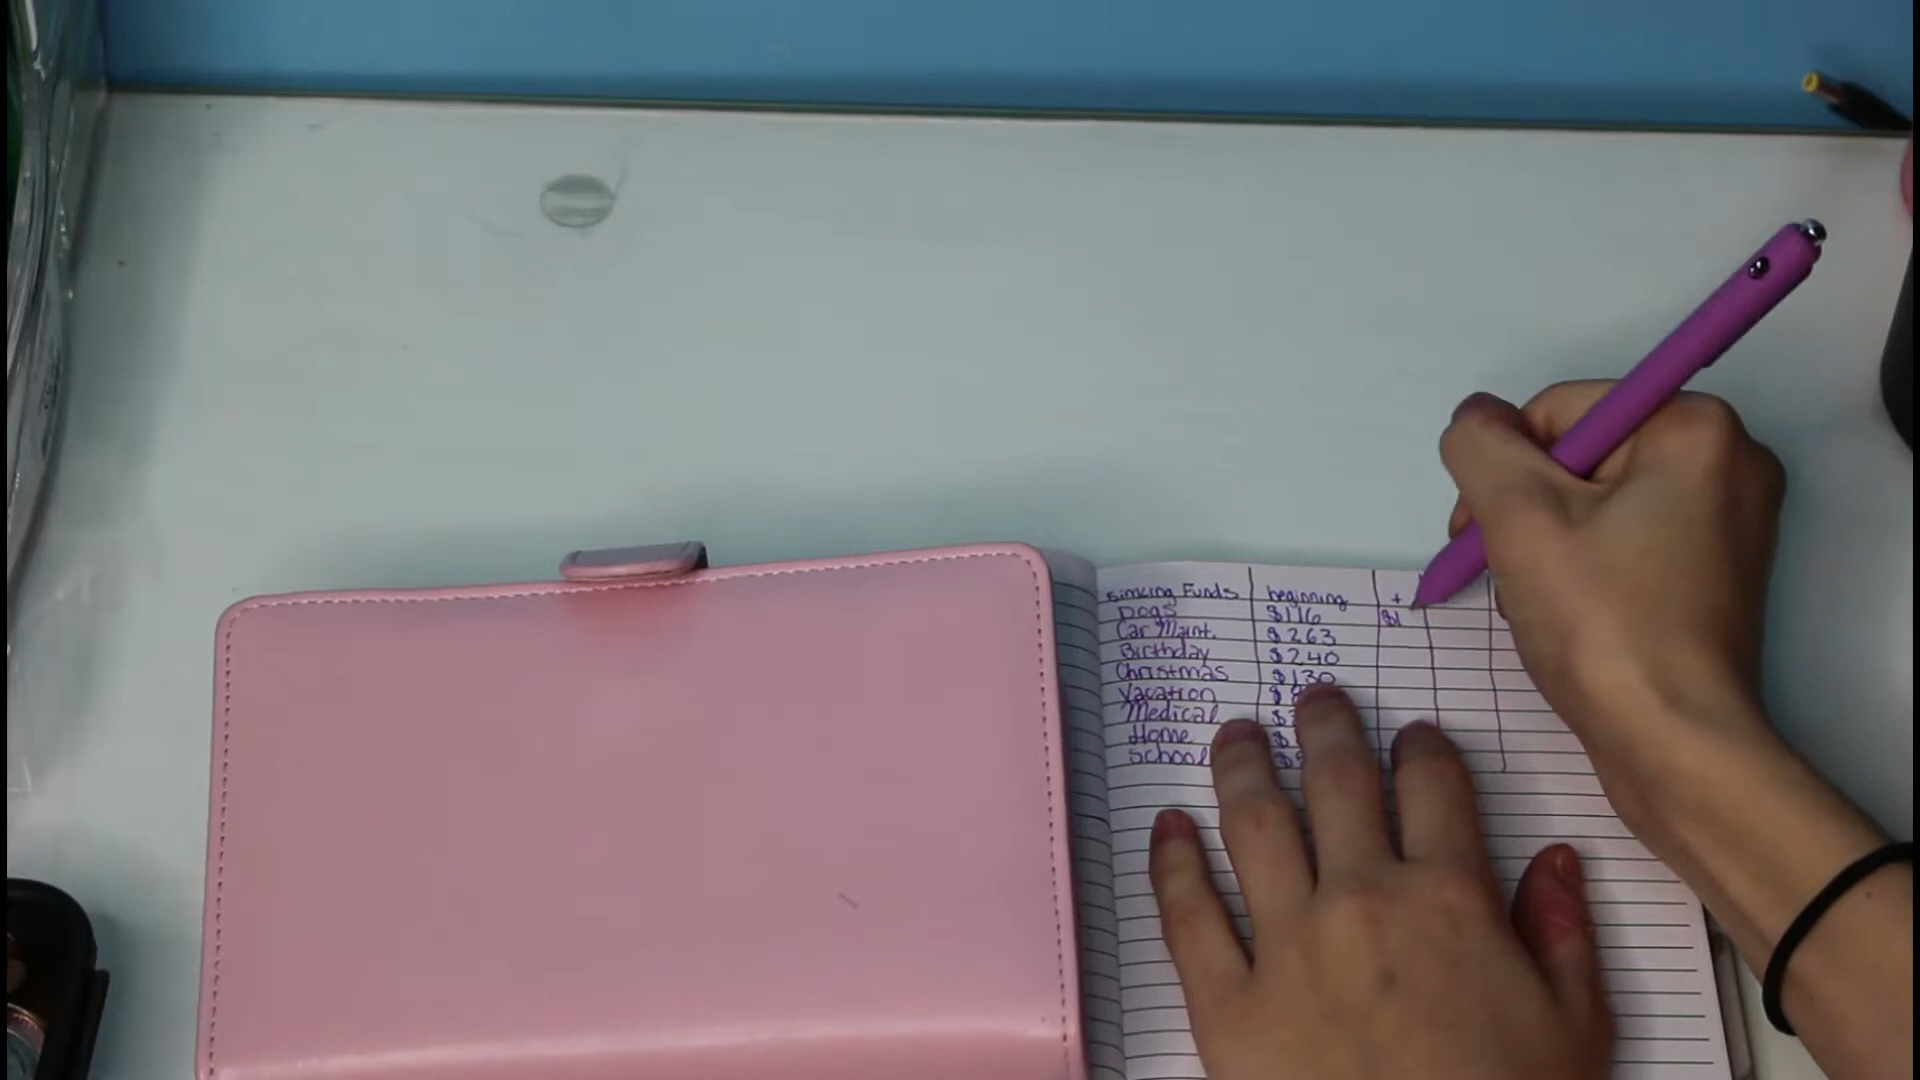 Sinking Funds beginning +
Dogs $116 $1
Car Maint. $263
Birthday $240
Christmas $130
Vacation $
Medical $
Home $
School $